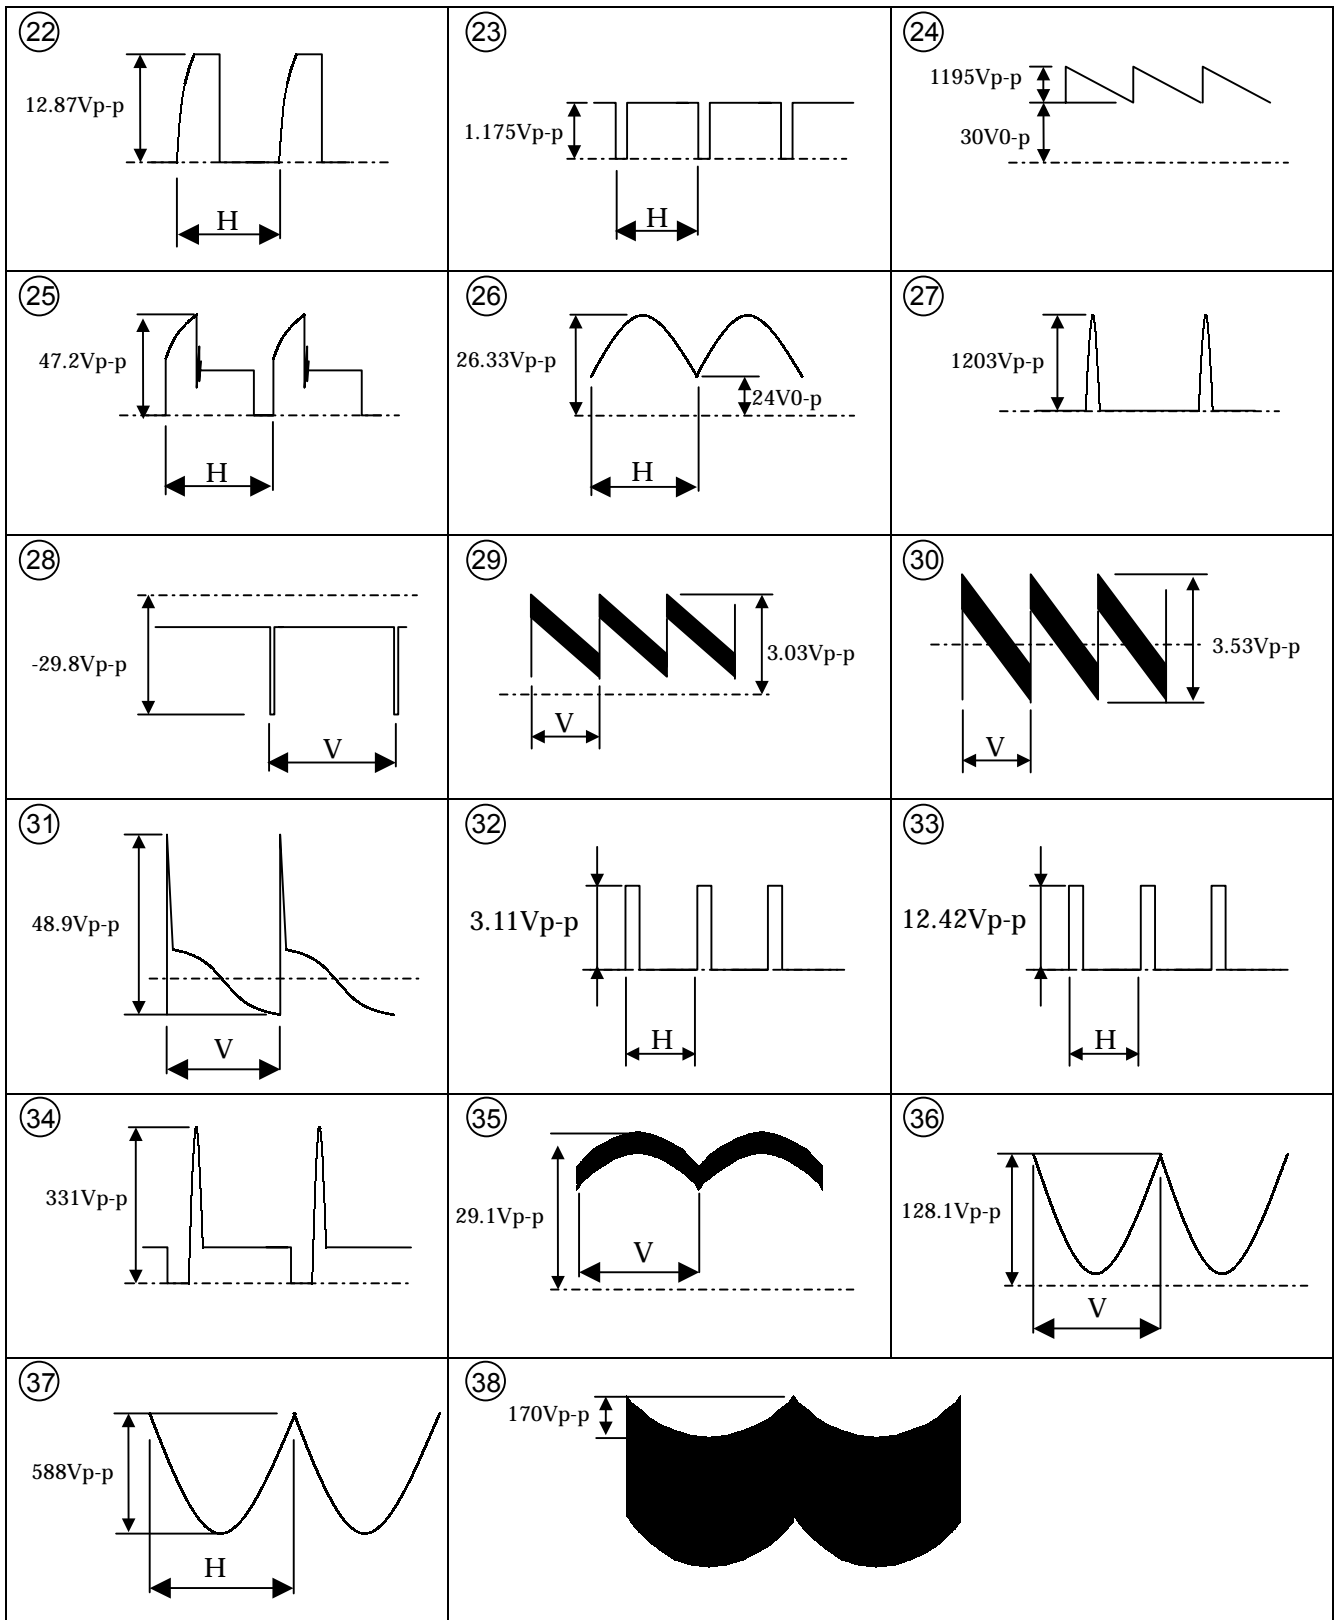 22
12.87Vp-p
H
23
1.175Vp-p
H
24
1195Vp-p
30V0-p
25
47.2Vp-p
H
26
26.33Vp-p
24V0-p
H
27
1203Vp-p
28
-29.8Vp-p
V
29
3.03Vp-p
V
30
3.53Vp-p
V
31
48.9Vp-p
V
32
3.11Vp-p
H
33
12.42Vp-p
H
34
331Vp-p
35
29.1Vp-p
V
36
128.1Vp-p
V
37
588Vp-p
H
38
170Vp-p